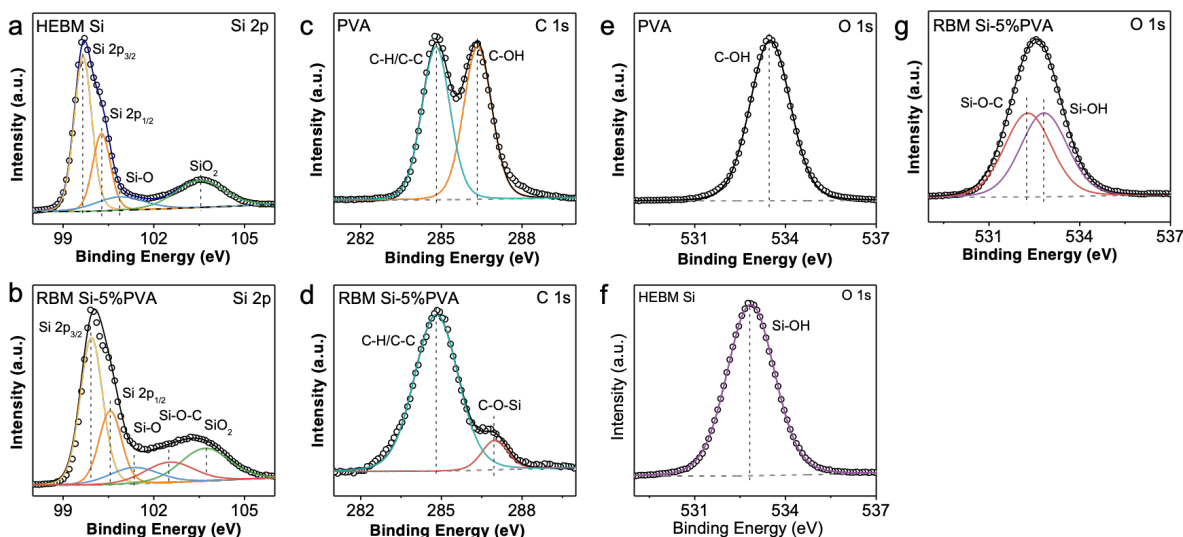 a
HEBM Si
Si 2p
Si 2p3/2
Si 2p1/2
Si-O
SiO2
Intensity (a.u.)
99 102 105
Binding Energy (eV)
c
PVA
C 1s
C-H/C-C
C-OH
Intensity (a.u.)
282 285 288
Binding Energy (eV)
e
PVA
O 1s
C-OH
Intensity (a.u.)
531 534 537
Binding Energy (eV)
g
RBM Si-5%PVA
O 1s
Si-O-C
Si-OH
Intensity (a.u.)
531 534 537
Binding Energy (eV)
b
RBM Si-5%PVA
Si 2p
Si 2p3/2
Si 2p1/2
Si-O
Si-O-C
SiO2
Intensity (a.u.)
99 102 105
Binding Energy (eV)
d
RBM Si-5%PVA
C 1s
C-H/C-C
C-O-Si
Intensity (a.u.)
282 285 288
Binding Energy (eV)
f
HEBM Si
O 1s
Si-OH
Intensity (a.u.)
531 534 537
Binding Energy (eV)